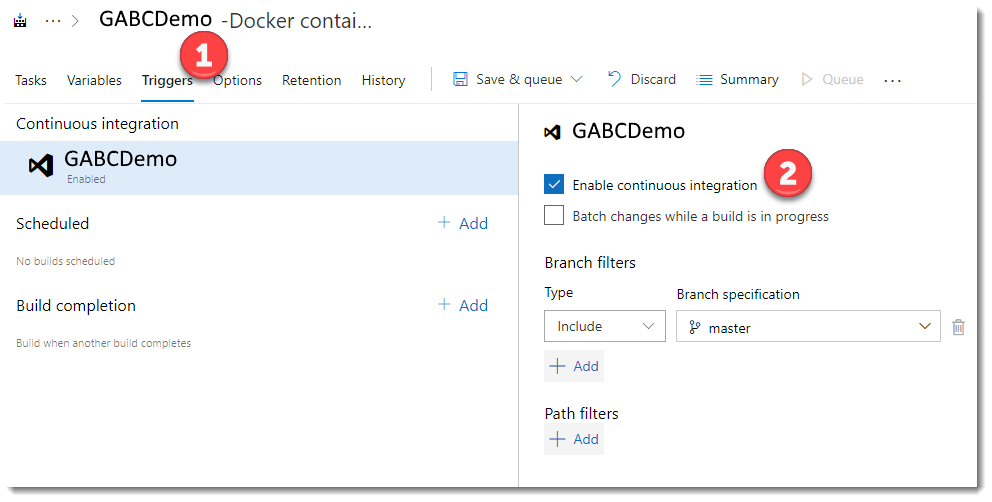 ··· > GABCDemo -Docker contai...
1
Tasks Variables Triggers Options Retention History Save & queue Discard Summary Queue ···
Continuous integration
GABCDemo
Enabled
Scheduled + Add
No builds scheduled
Build completion + Add
Build when another build completes
GABCDemo
Enable continuous integration 2
Batch changes while a build is in progress
Branch filters
Type Branch specification
Include master
+ Add
Path filters
+ Add